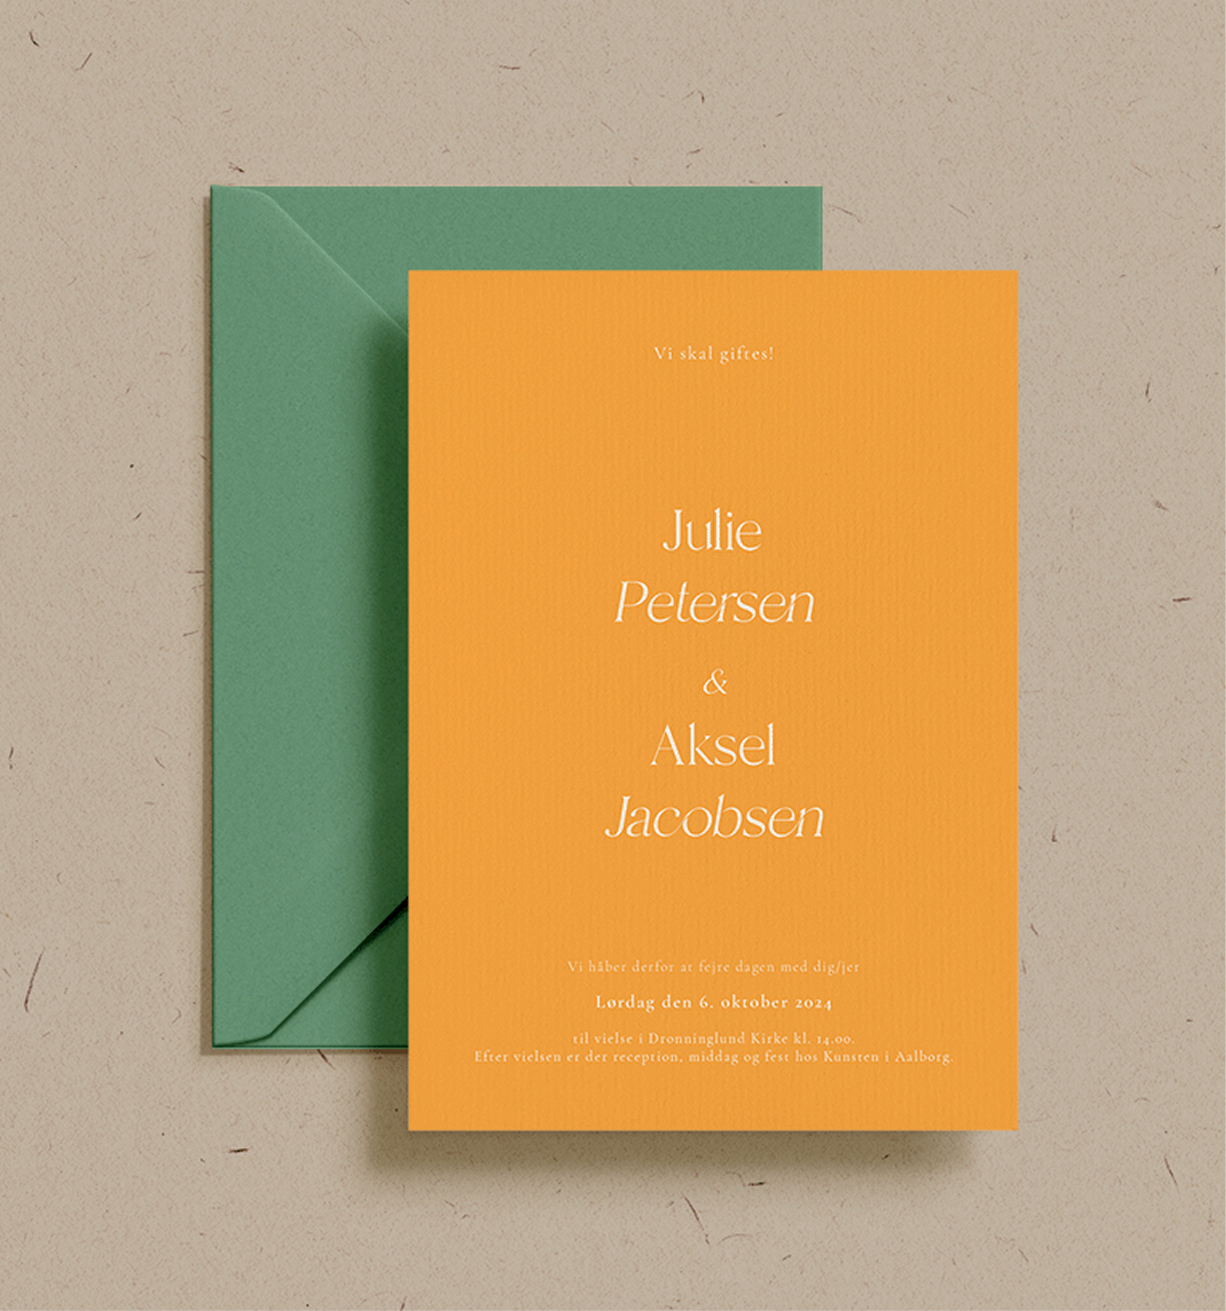 Vi skal giftes!
Julie
Petersen
&
Aksel
Jacobsen
Vi håber derfor at fejre dagen med dig/jer
Lørdag den 6. oktober 2024
til vielse i Dronninglund Kirke kl. 14.00.
Efter vielsen er der reception, middag og fest hos Kunsten i Aalborg.